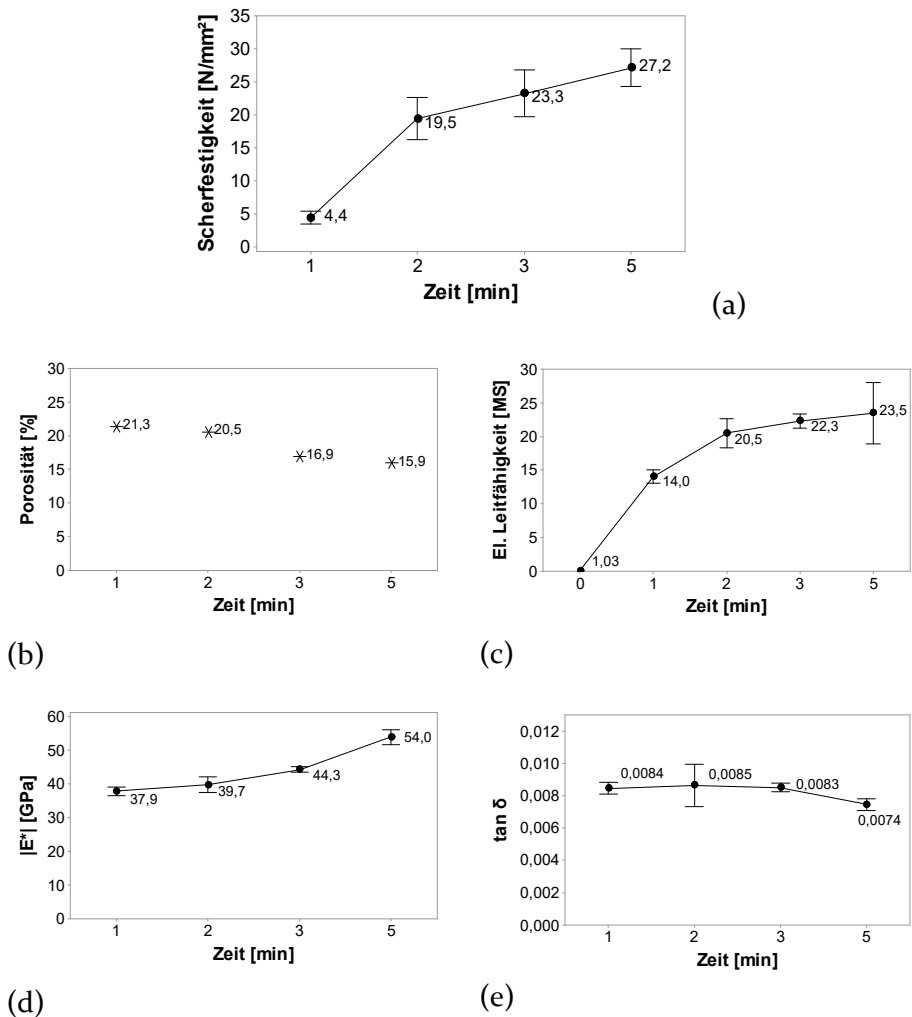 35
30
25
20
15
10
5
0
Scherfestigkeit [N/mm²]
4,4
19,5
23,3
27,2
1 2 3 5
Zeit [min]
(a)
30
25
20
15
10
5
0
Porosität [%]
21,3
20,5
16,9
15,9
1 2 3 5
Zeit [min]
(b)
30
25
20
15
10
5
0
El. Leitfähigkeit [MS]
1,03
14,0
20,5
22,3
23,5
0 1 2 3 5
Zeit [min]
(c)
60
50
40
30
20
10
0
|E*| [GPa]
37,9
39,7
44,3
54,0
1 2 3 5
Zeit [min]
(d)
0,012
0,010
0,008
0,006
0,004
0,002
0,000
tan δ
0,0084
0,0085
0,0083
0,0074
1 2 3 5
Zeit [min]
(e)